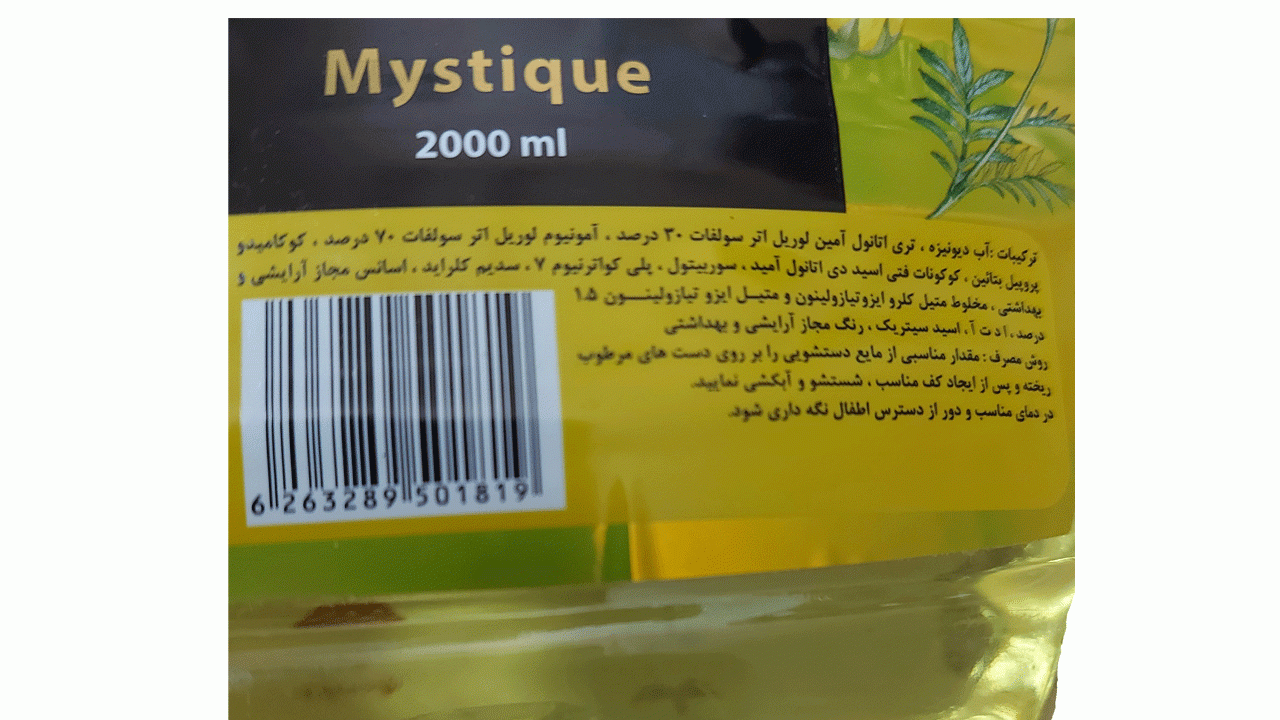 Mystique
2000 ml
ترکیبات :آب دیونیزه ، تری اتانول آمین لوریل اتر سولفات ۳۰ درصد ، آمونیوم لوریل اتر سولفات ۷۰ درصد ، کوکامیدو
پروپیل بتائین ، کوکونات فتی اسید دی اتانول آمید ، سوربیتول ، پلی کواترنیوم ۷ ، سدیم کلراید ، اسانس مجاز آرایشی و
بهداشتی ، مخلوط متیل کلرو ایزوتیازولینون و متیـل ایزو تیازولینـــون ۱.۵
درصد ، ا د ت آ ، اسید سیتریک ، رنگ مجاز آرایشی و بهداشتی
روش مصرف : مقدار مناسبی از مایع دستشویی را بر روی دست های مرطوب
ریخته و پس از ایجاد کف مناسب ، شستشو و آبکشی نمایید.
در دمای مناسب و دور از دسترس اطفال نگه داری شود.
6 263289 501819